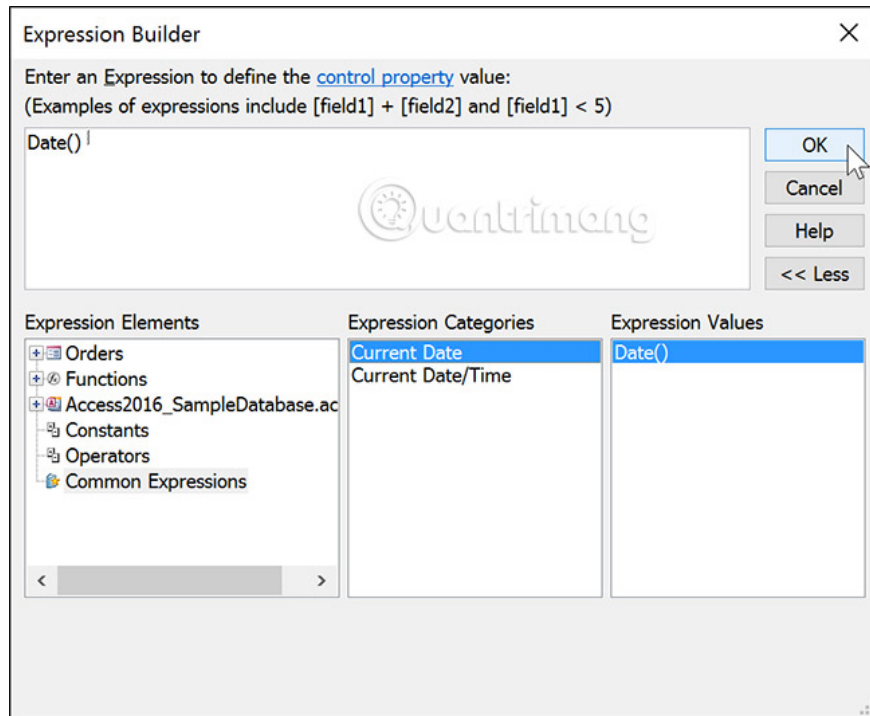 Expression Builder
Enter an Expression to define the control property value:
(Examples of expressions include [field1] + [field2] and [field1] < 5)
Date()
OK
Cancel
Help
<< Less
Quantrimang
Expression Elements
Orders
Functions
Access2016_SampleDatabase.ac
Constants
Operators
Common Expressions
Expression Categories
Current Date
Current Date/Time
Expression Values
Date()